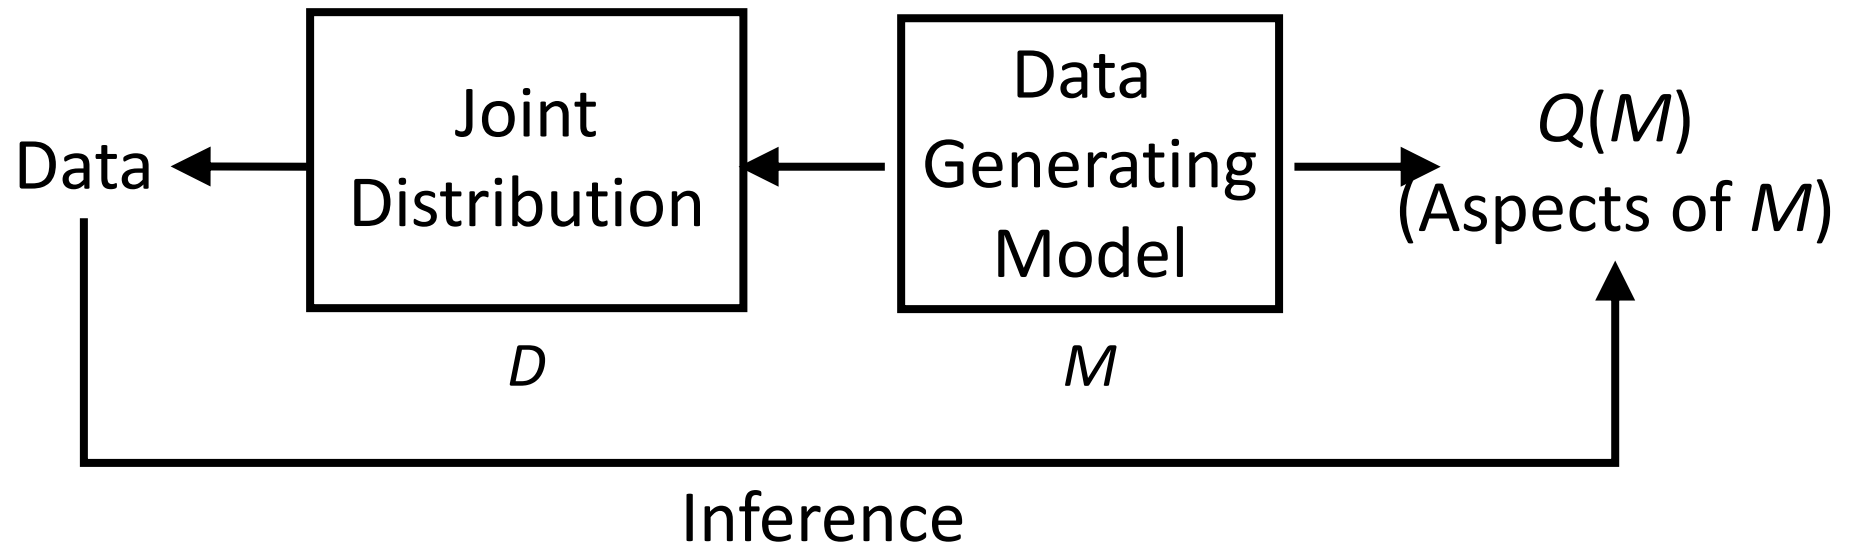 Data
Joint
Distribution
D
Data
Generating
Model
M
Q(M)
(Aspects of M)
Inference